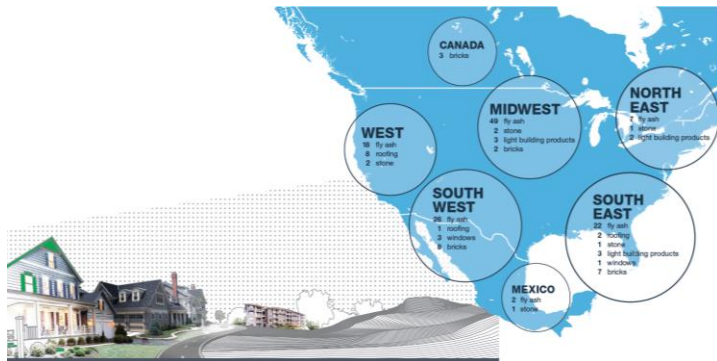 CANADA
3 bricks
MIDWEST
49 fly ash
2 stone
3 light building products
2 bricks
NORTH
EAST
7 fly ash
1 stone
2 light building products
WEST
18 fly ash
8 roofing
2 stone
SOUTH
WEST
26 fly ash
1 roofing
3 windows
8 bricks
SOUTH
EAST
22 fly ash
2 roofing
1 stone
3 light building products
1 windows
7 bricks
MEXICO
2 fly ash
1 stone